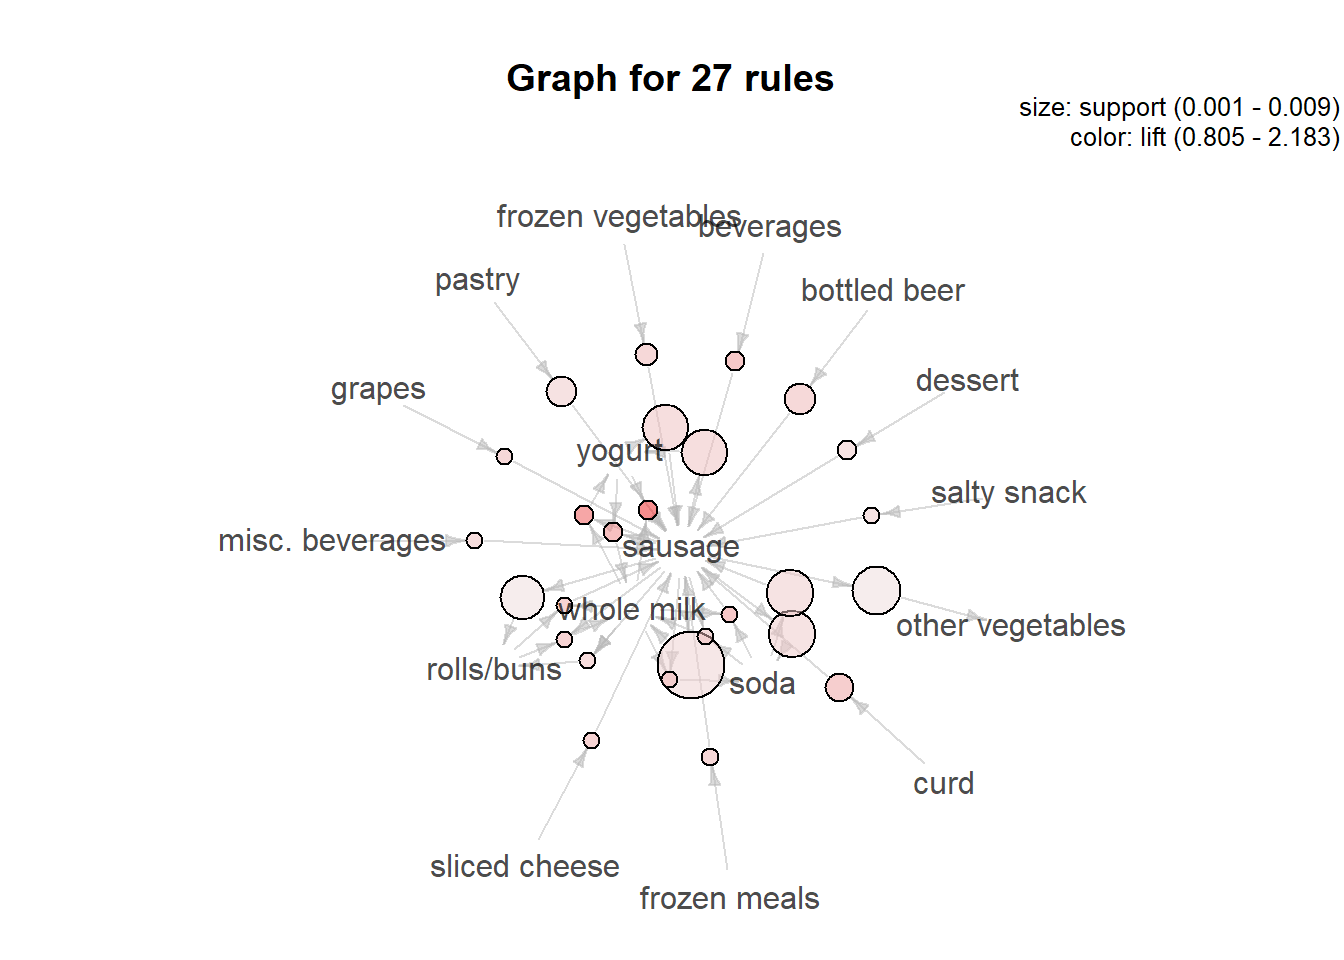 Graph for 27 rules
size: support (0.001 - 0.009)
color: lift (0.805 - 2.183)
frozen vegetables
beverages
pastry
bottled beer
grapes
dessert
yogurt
salty snack
misc. beverages
sausage
whole milk
other vegetables
rolls/buns
soda
curd
sliced cheese
frozen meals